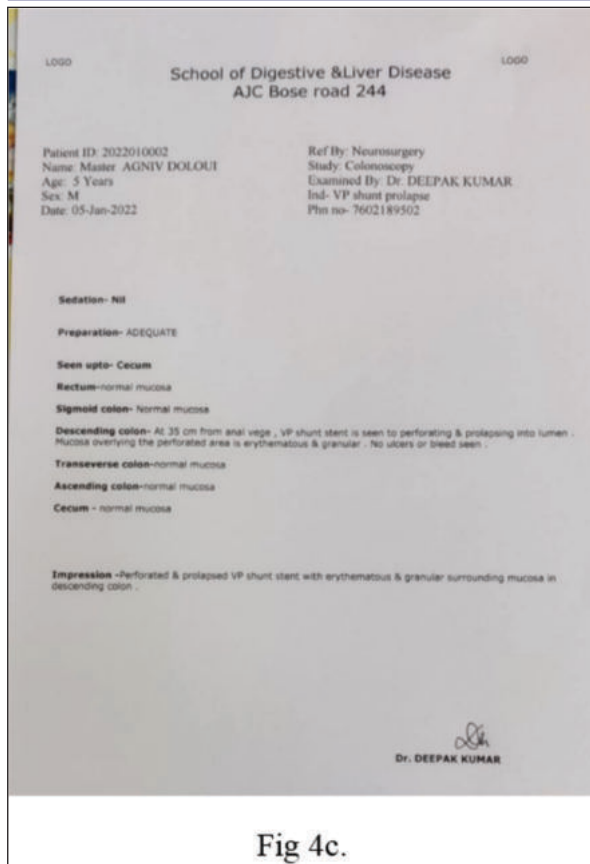 LOGO
LOGO
School of Digestive &Liver Disease
AJC Bose road 244
Patient ID: 2022010002
Name: Master AGNIV DOLOUI
Age: 5 Years
Sex: M
Date: 05-Jan-2022
Ref By: Neurosurgery
Study: Colonoscopy
Examined By: Dr. DEEPAK KUMAR
Ind- VP shunt prolapse
Phn no- 7602189502
Sedation- Nil
Preparation- ADEQUATE
Seen upto- Cecum
Rectum-normal mucosa
Sigmoid colon- Normal mucosa
Descending colon- At 35 cm from anal vege , VP shunt stent is seen to perforating & prolapsing into lumen .
Mucosa overlying the perforated area is erythematous & granular . No ulcers or bleed seen .
Transeverse colon-normal mucosa
Ascending colon-normal mucosa
Cecum - normal mucosa
Impression -Perforated & prolapsed VP shunt stent with erythematous & granular surrounding mucosa in
descending colon .
Dr. DEEPAK KUMAR
Fig 4c.